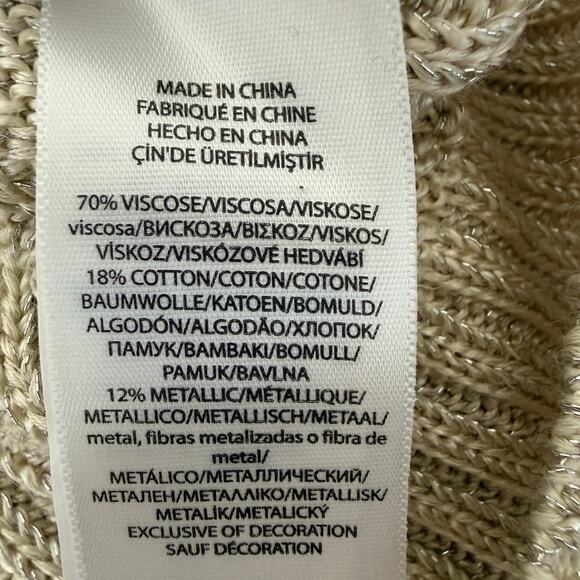 MADE IN CHINA
FABRIQUÉ EN CHINE
HECHO EN CHINA
ÇİN'DE ÜRETİLMİŞTİR
70% VISCOSE/VISCOSA/VISKOSE/
viscosa/ВИСКОЗА/ΒΙΣΚΟΖ/VISKOS/
VİSKOZ/VISKÓZOVÉ HEDVÁBÍ
18% COTTON/COTON/COTONE/
BAUMWOLLE/KATOEN/BOMULD/
ALGODÓN/ALGODÃO/ХЛОПОК/
ПАМУК/ΒΑΜΒΑΚΙ/BOMULL/
PAMUK/BAVLNA
12% METALLIC/MÉTALLIQUE/
METALLICO/METALLISCH/METAAL/
metal, fibras metalizadas o fibra de
metal/
METÁLICO/МЕТАЛЛИЧЕСКИЙ/
МЕТАЛЕН/ΜΕΤΑΛΛΙΚΟ/METALLISK/
METALİK/METALICKÝ
EXCLUSIVE OF DECORATION
SAUF DÉCORATION